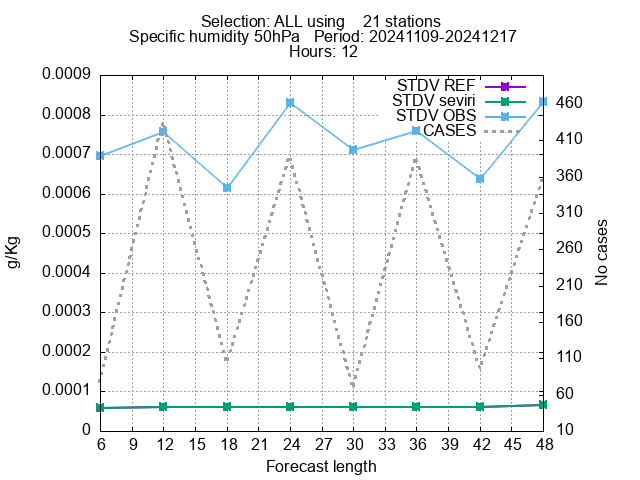 Selection: ALL using    21 stations
Specific humidity 50hPa   Period: 20241109-20241217
Hours: 12
STDV REF
STDV seviri
STDV OBS
CASES
0.0009
0.0008
0.0007
0.0006
0.0005
0.0004
0.0003
0.0002
0.0001
0
g/Kg
460
410
360
310
260
210
160
110
60
10
No cases
6 9 12 15 18 21 24 27 30 33 36 39 42 45 48
Forecast length